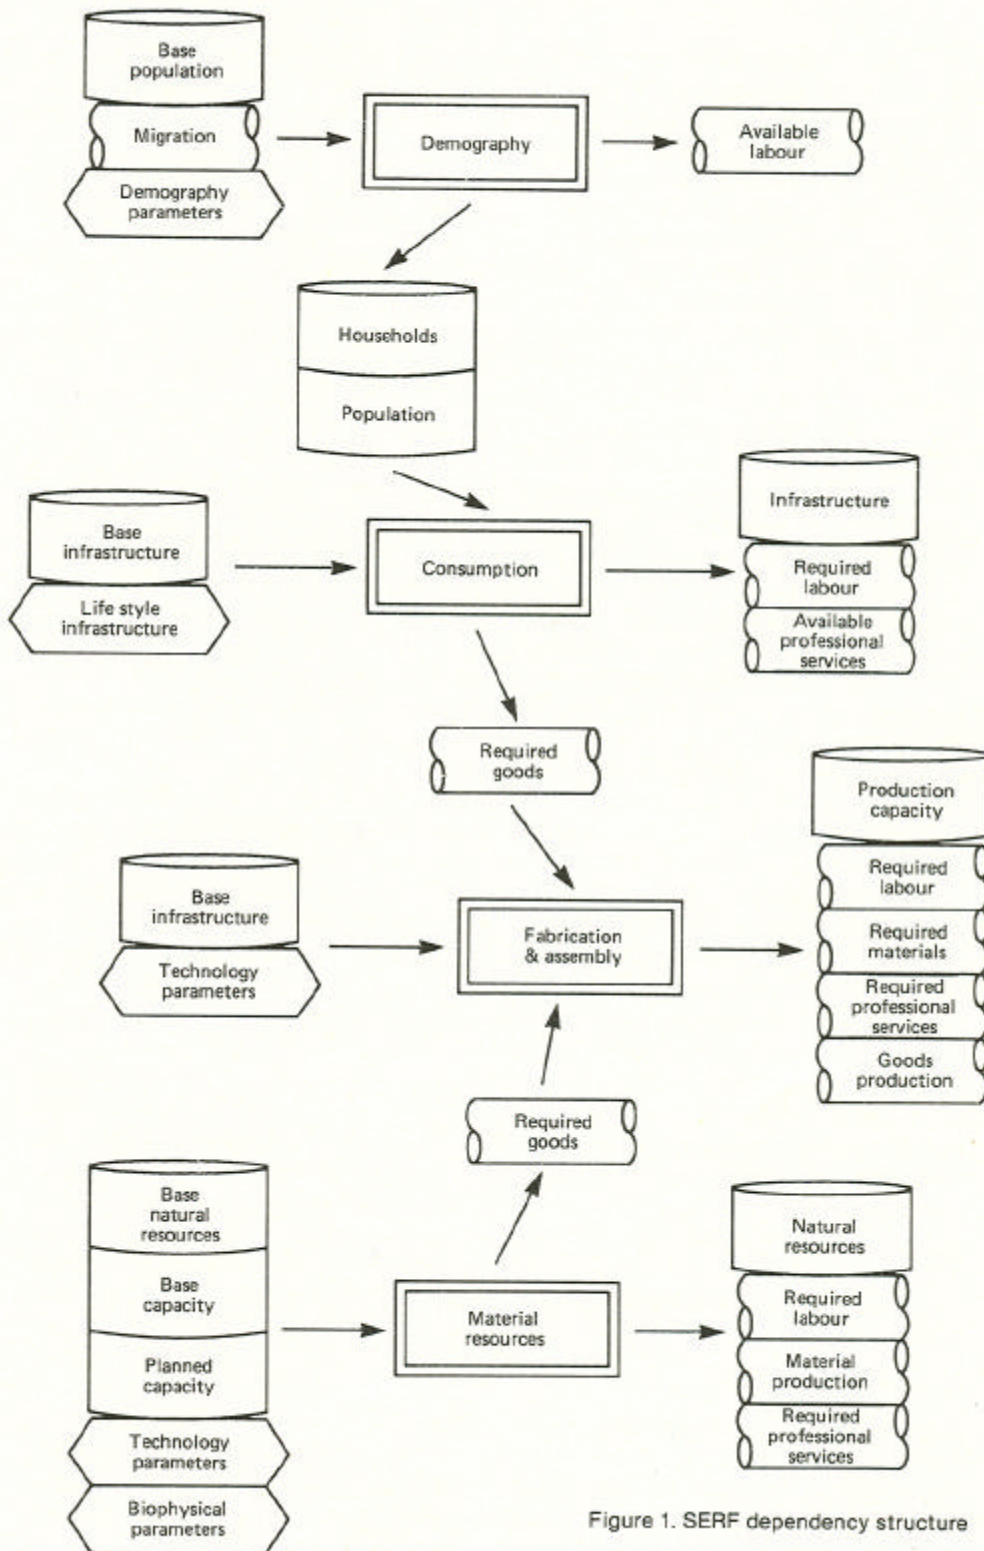 Base
population
Migration
Demography
parameters
Demography
Available
labour
Households
Population
Base
infrastructure
Life style
infrastructure
Consumption
Infrastructure
Required
labour
Available
professional
services
Required
goods
Base
infrastructure
Technology
parameters
Fabrication
& assembly
Production
capacity
Required
labour
Required
materials
Required
professional
services
Goods
production
Required
goods
Base
natural
resources
Base
capacity
Planned
capacity
Technology
parameters
Biophysical
parameters
Material
resources
Natural
resources
Required
labour
Material
production
Required
professional
services
Figure 1. SERF dependency structure